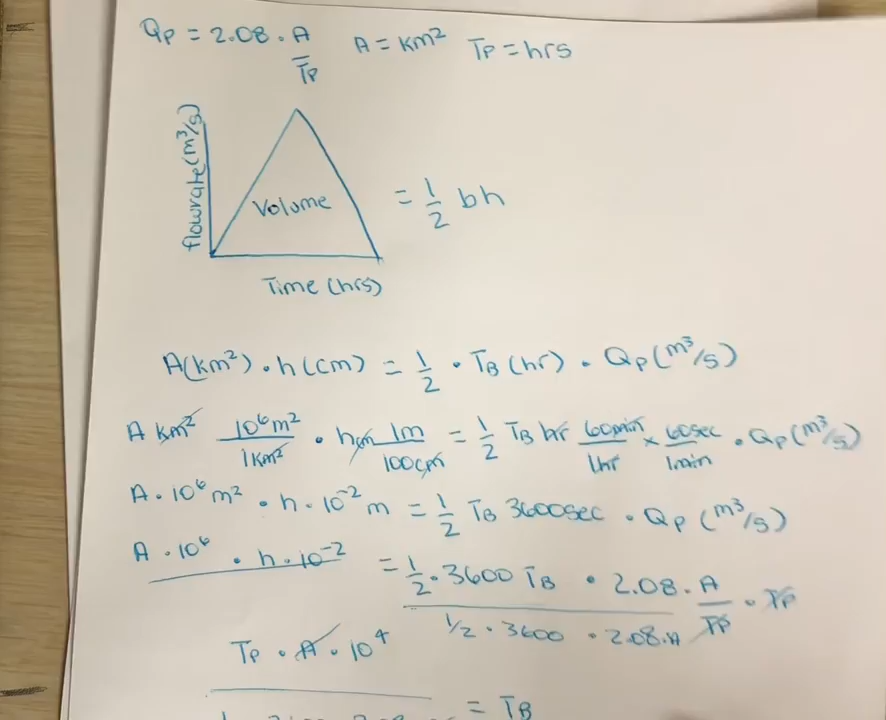 Qp = 2.08 · A/Tp A = km² Tp = hrs
flowrate (m³/s)
Volume
= 1/2 bh
Time (hrs)
A(km²) · h(cm) = 1/2 · TB (hr) · Qp (m³/s)
A km² 10⁶m²/1km² · hcm 1m/100cm = 1/2 TB hr 60min/1hr × 60sec/1min · Qp (m³/s)
A · 10⁶ m² · h · 10⁻² m = 1/2 TB 3600sec · Qp (m³/s)
A · 10⁶ · h · 10⁻² = 1/2 · 3600 TB · 2.08 · A/Tp · Tp
1/2 · 3600 · 2.08 · A
Tp · A · 10⁴
= TB